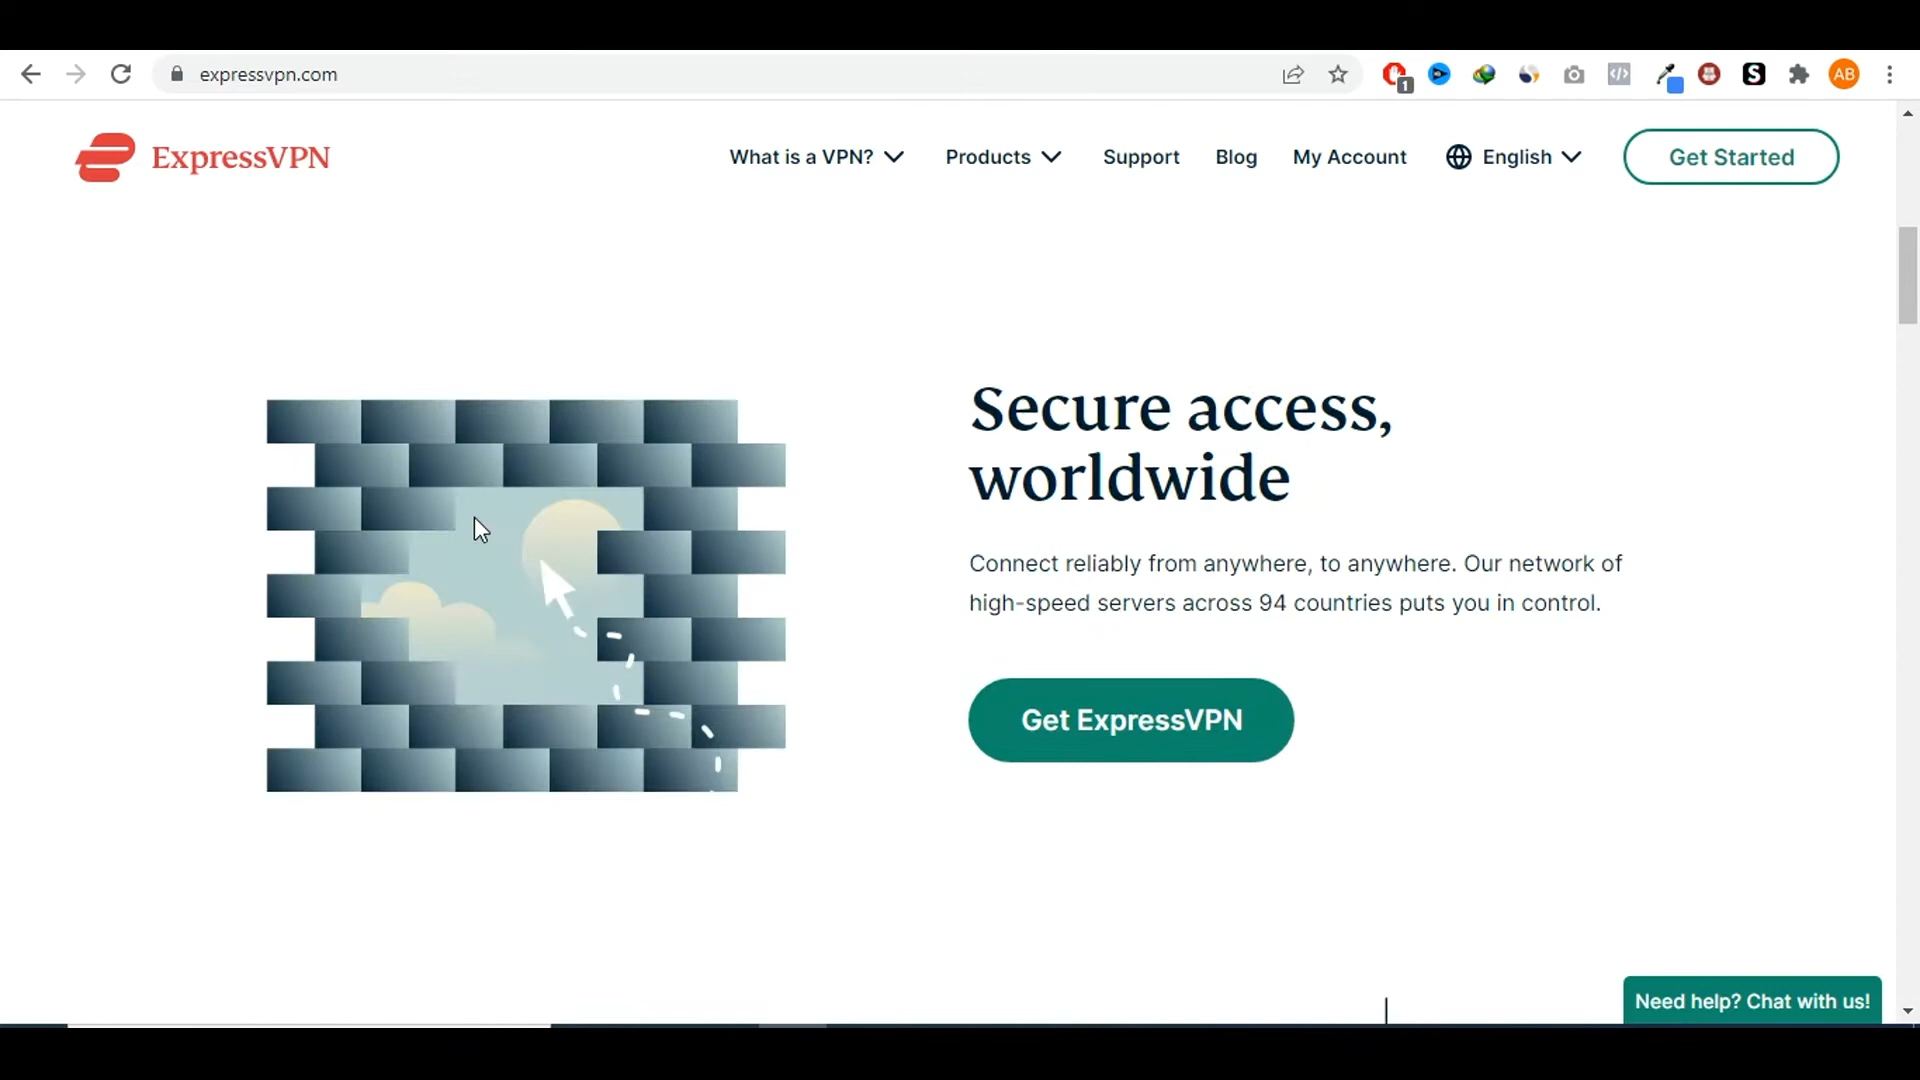 expressvpn.com
1
S
AB
ExpressVPN
What is a VPN?
Products
Support
Blog
My Account
English
Get Started
Secure access,
worldwide
Connect reliably from anywhere, to anywhere. Our network of
high-speed servers across 94 countries puts you in control.
Get ExpressVPN
Need help? Chat with us!